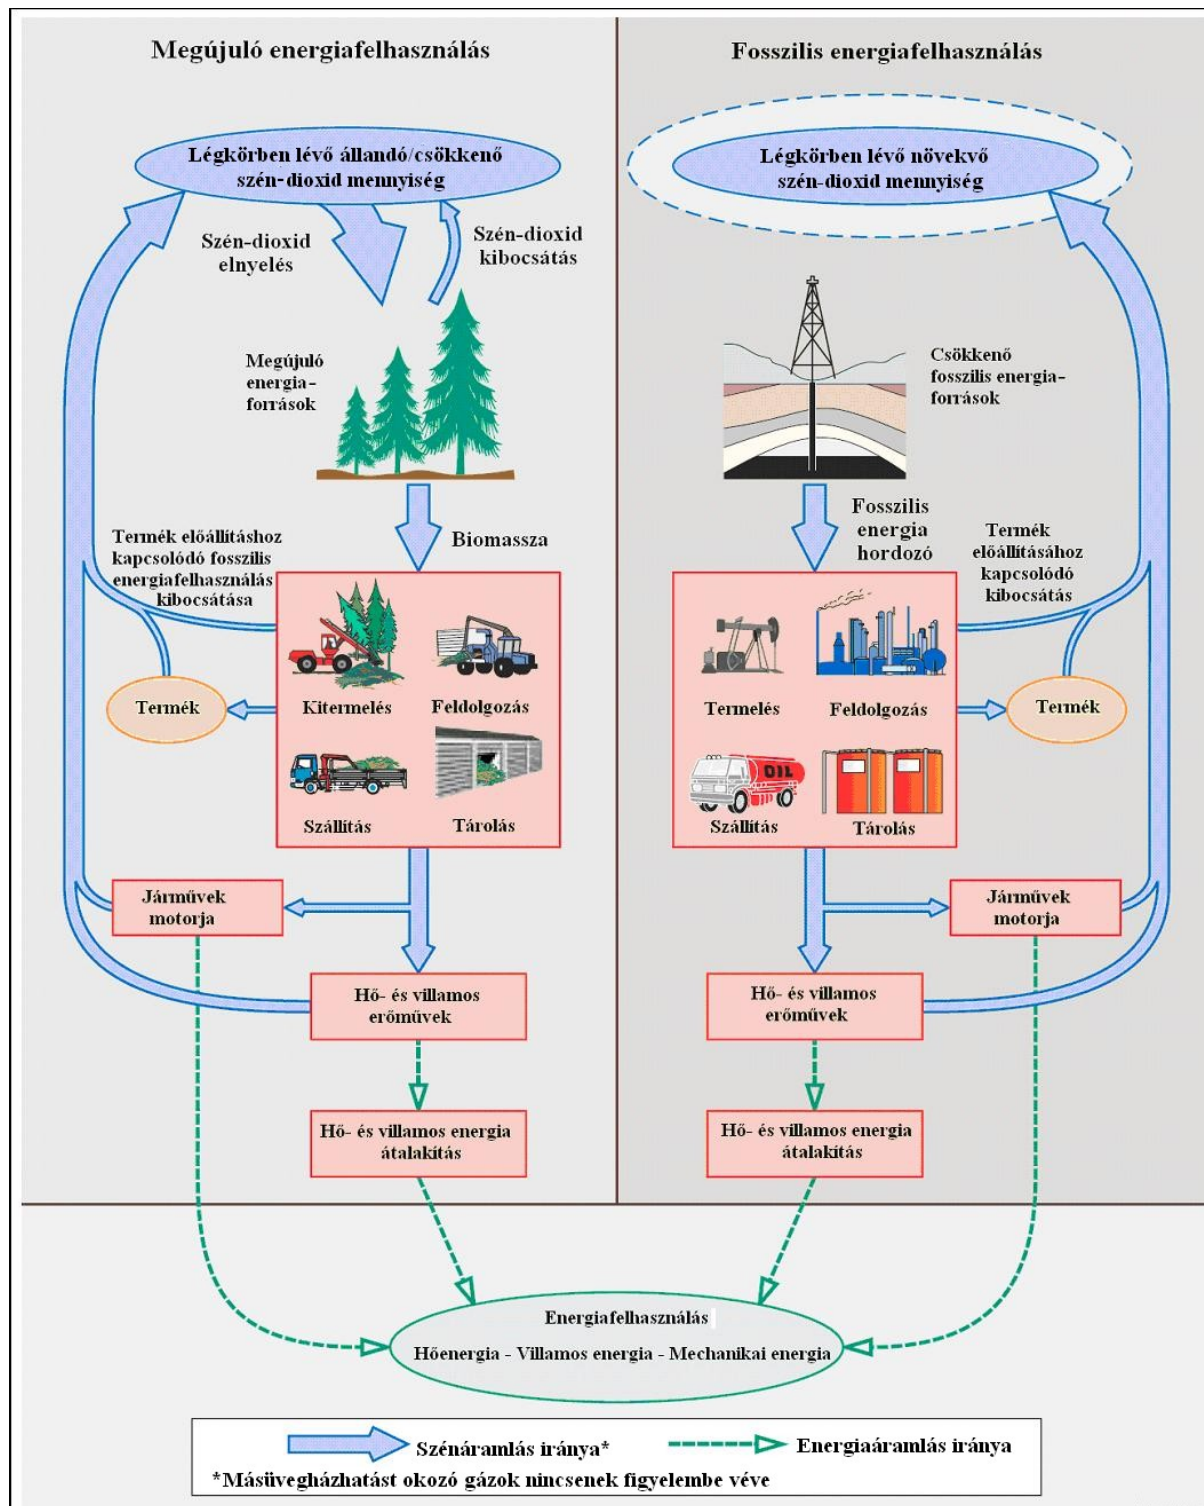 Megújuló energiafelhasználás
Légkörben lévő állandó/csökkenő
szén-dioxid mennyiség
Szén-dioxid
elnyelés
Szén-dioxid
kibocsátás
Megújuló
energia-
források
Biomassza
Termék előállításhoz
kapcsolódó fosszilis
energiafelhasználás
kibocsátása
Termék
Kitermelés
Feldolgozás
Szállítás
Tárolás
Járművek
motorja
Hő- és villamos
erőművek
Hő- és villamos energia
átalakítás
Fosszilis energiafelhasználás
Légkörben lévő növekvő
szén-dioxid mennyiség
Csökkenő
fosszilis energia-
források
Fosszilis
energia
hordozó
Termék
előállításához
kapcsolódó
kibocsátás
Termelés
Feldolgozás
OIL
Szállítás
Tárolás
Termék
Járművek
motorja
Hő- és villamos
erőművek
Hő- és villamos energia
átalakítás
Energiafelhasználás
Hőenergia - Villamos energia - Mechanikai energia
Szénáramlás iránya*
Energiaáramlás iránya
*Másüvegházhatást okozó gázok nincsenek figyelembe véve